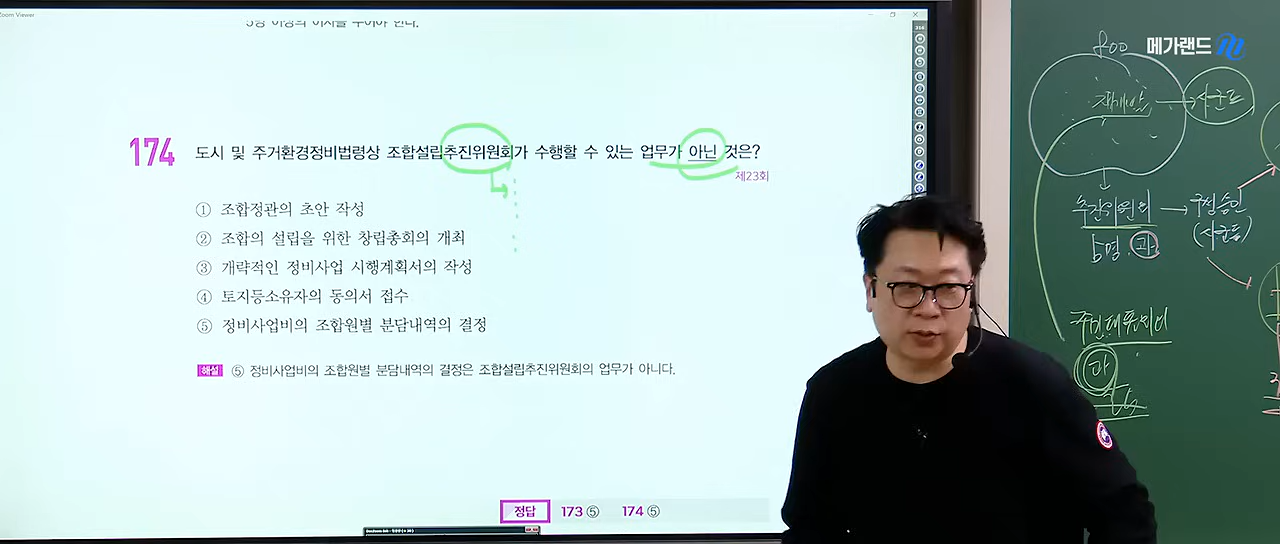 Zoom Viewer
5명 이상의 이사를 두어야 한다.
메가랜드
174 도시 및 주거환경정비법령상 조합설립추진위원회가 수행할 수 있는 업무가 아닌 것은?
제23회
① 조합정관의 초안 작성
② 조합의 설립을 위한 창립총회의 개최
③ 개략적인 정비사업 시행계획서의 작성
④ 토지등소유자의 동의서 접수
⑤ 정비사업비의 조합원별 분담내역의 결정
해설 ⑤ 정비사업비의 조합원별 분담내역의 결정은 조합설립추진위원회의 업무가 아니다.
정답 173 ⑤ 174 ⑤
추진위원회
5명 과
구청승인
주민대표회의
과